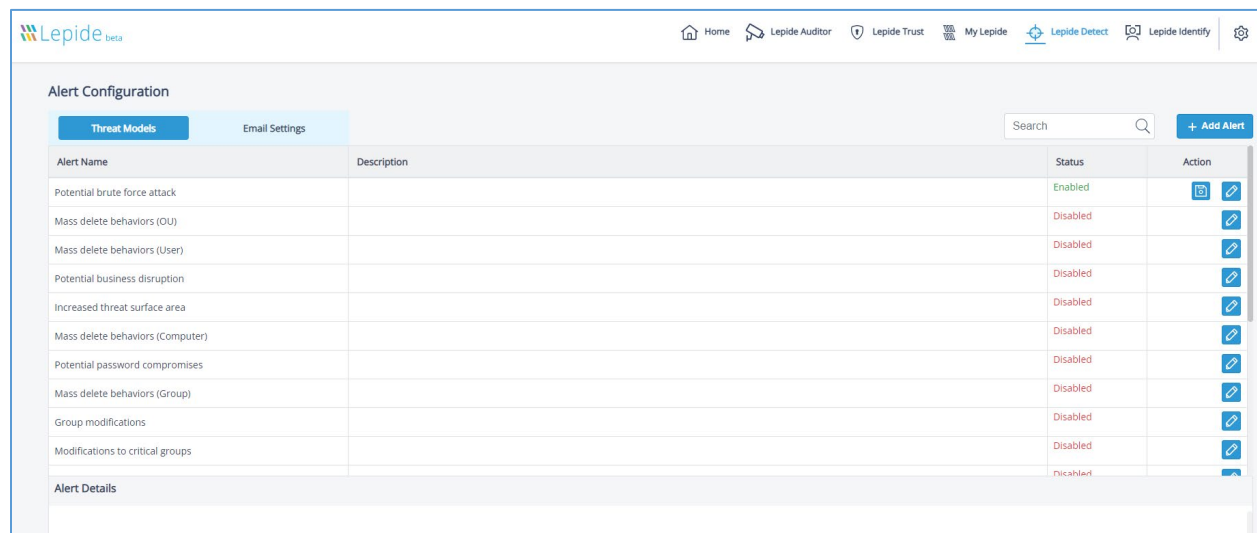 Lepide beta
Home Lepide Auditor Lepide Trust My Lepide Lepide Detect Lepide Identify
Alert Configuration
Threat Models Email Settings Search + Add Alert
Alert Name Description Status Action
Potential brute force attack Enabled
Mass delete behaviors (OU) Disabled
Mass delete behaviors (User) Disabled
Potential business disruption Disabled
Increased threat surface area Disabled
Mass delete behaviors (Computer) Disabled
Potential password compromises Disabled
Mass delete behaviors (Group) Disabled
Group modifications Disabled
Modifications to critical groups Disabled
Disabled
Alert Details